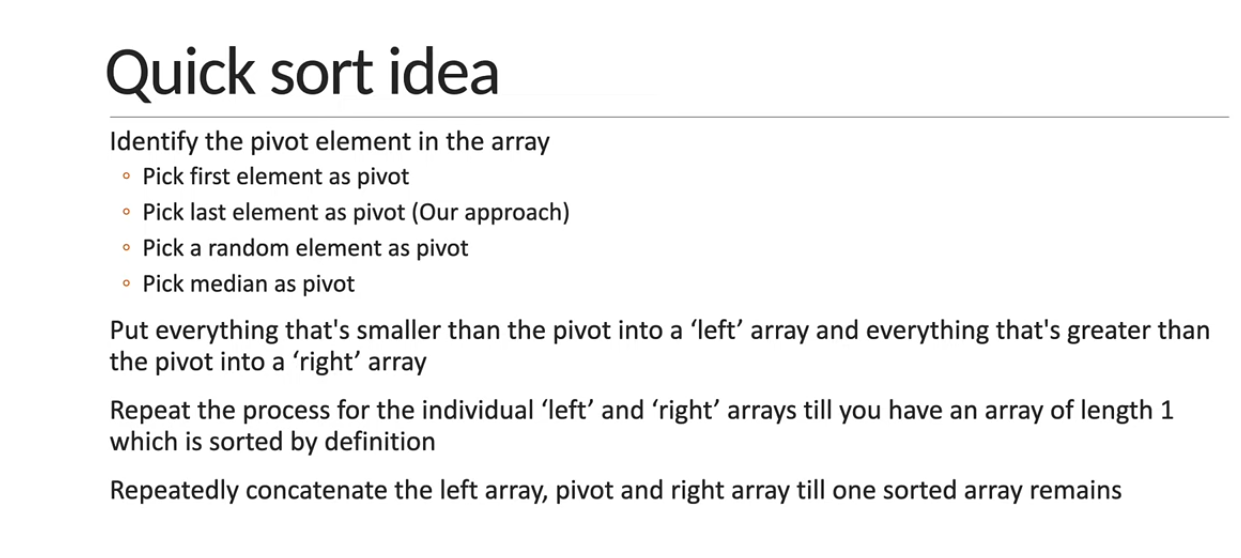 Quick sort idea
Identify the pivot element in the array
◦ Pick first element as pivot
◦ Pick last element as pivot (Our approach)
◦ Pick a random element as pivot
◦ Pick median as pivot
Put everything that's smaller than the pivot into a ‘left’ array and everything that's greater than
the pivot into a ‘right’ array
Repeat the process for the individual ‘left’ and ‘right’ arrays till you have an array of length 1
which is sorted by definition
Repeatedly concatenate the left array, pivot and right array till one sorted array remains